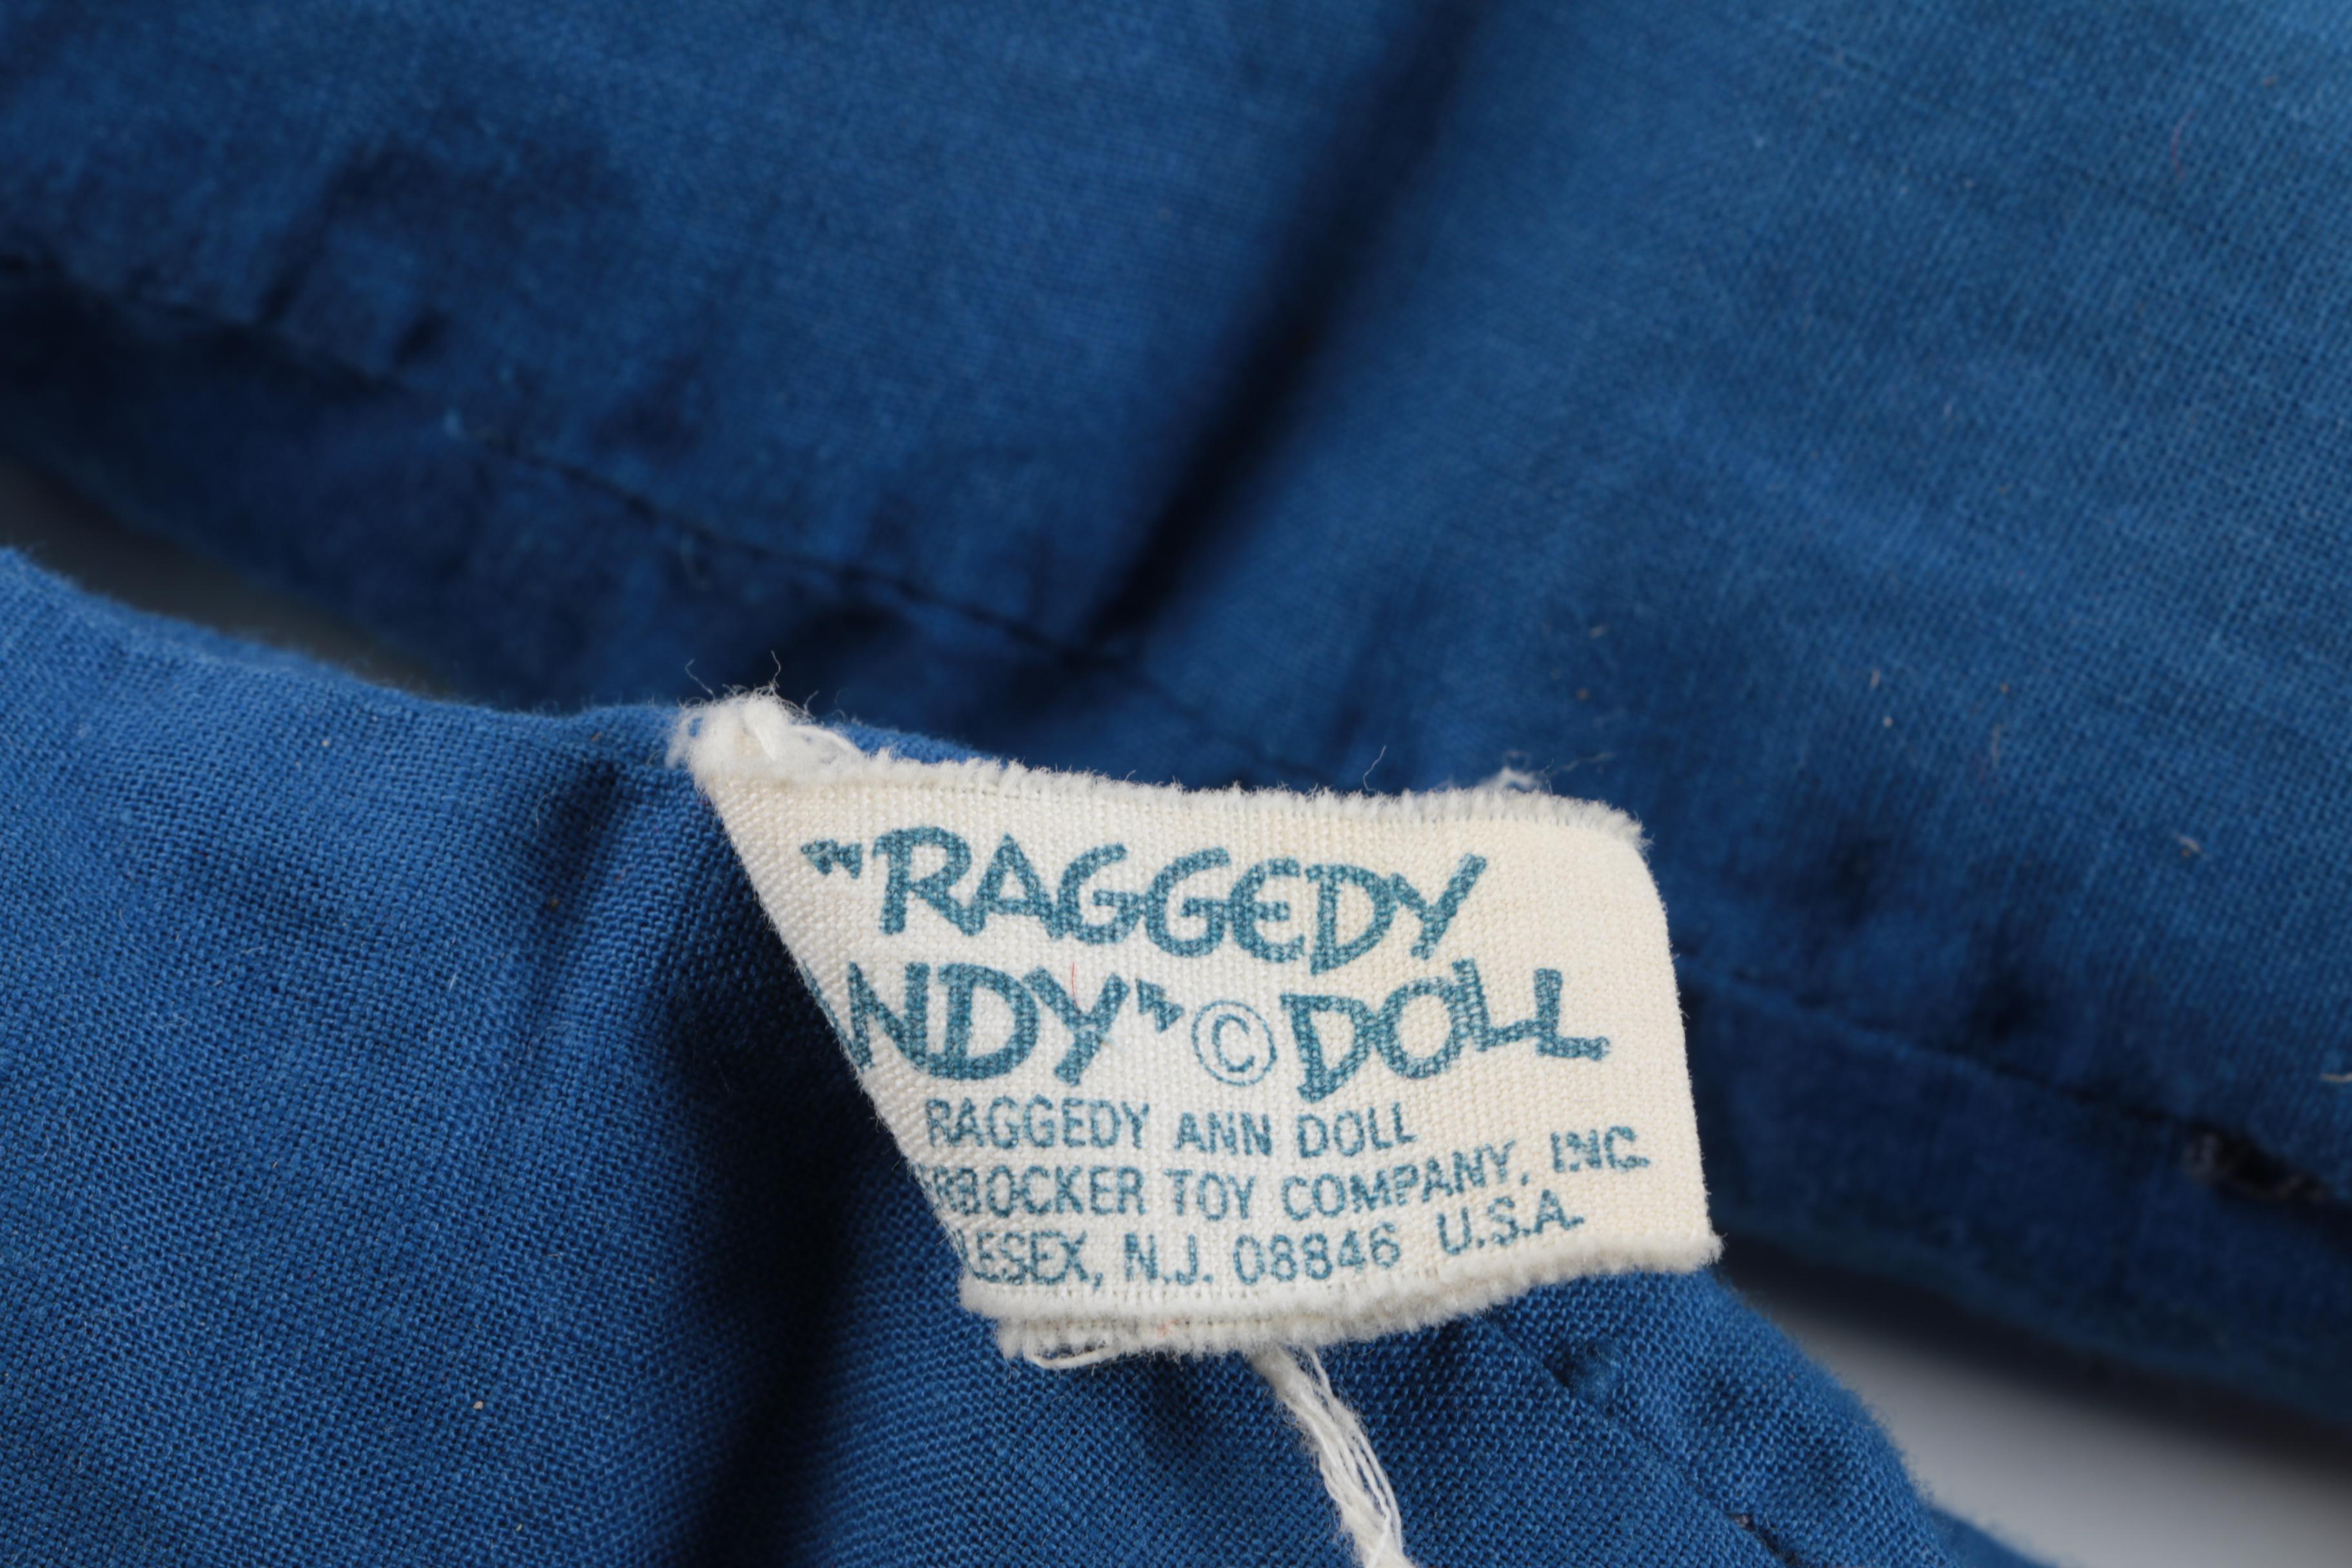 "RAGGEDY
NDY" © DOLL
RAGGEDY ANN DOLL
RBOCKER TOY COMPANY, INC.
LESEX, N.J. 08846 U.S.A.